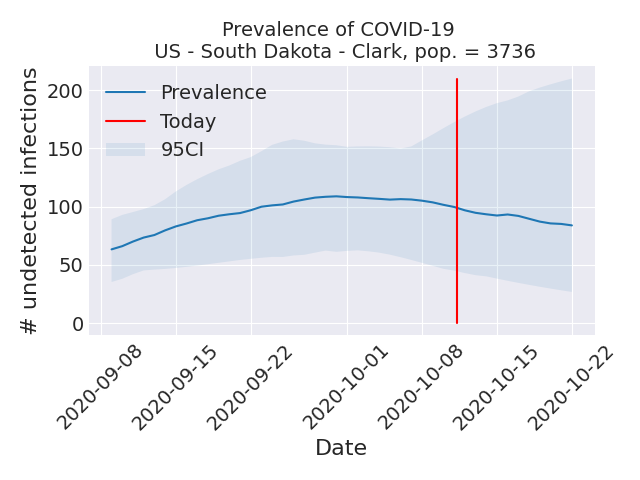 Prevalence of COVID-19
US - South Dakota - Clark, pop. = 3736
# undetected infections
200
150
100
50
0
Prevalence
Today
95CI
2020-09-08
2020-09-15
2020-09-22
2020-10-01
2020-10-08
2020-10-15
2020-10-22
Date